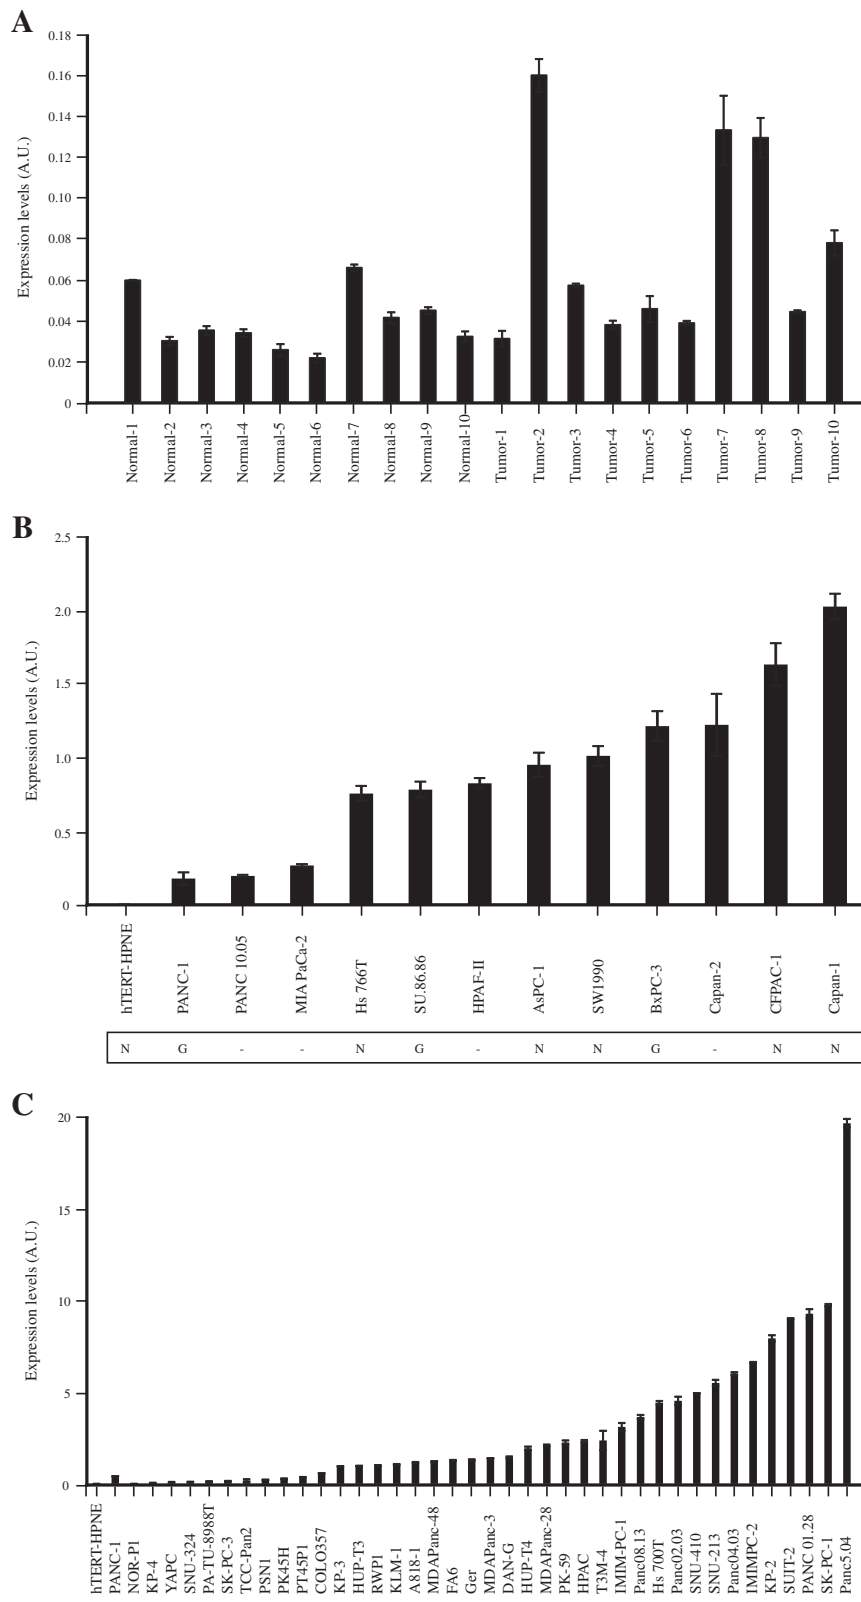 A
0.18
0.16
0.14
0.12
0.10
0.08
0.06
0.04
0.02
0
Expression levels (A.U.)
Normal-1
Normal-2
Normal-3
Normal-4
Normal-5
Normal-6
Normal-7
Normal-8
Normal-9
Normal-10
Tumor-1
Tumor-2
Tumor-3
Tumor-4
Tumor-5
Tumor-6
Tumor-7
Tumor-8
Tumor-9
Tumor-10
B
2.5
2.0
1.5
1.0
0.5
0
Expression levels (A.U.)
hTERT-HPNE
PANC-1
PANC 10.05
MIA PaCa-2
Hs 766T
SU.86.86
HPAF-II
AsPC-1
SW1990
BxPC-3
Capan-2
CFPAC-1
Capan-1
N G - - N G - N N G - N N
C
20
15
10
5
0
Expression levels (A.U.)
hTERT-HPNE
PANC-1
NOR-P1
KP-4
YAPC
SNU-324
PA-TU-8988T
SK-PC-3
TCC-Pan2
PSN1
PK45H
PT45P1
COLO357
KP-3
HUP-T3
RWP1
KLM-1
A818-1
MDAPanc-48
FA6
Ger
MDAPanc-3
DAN-G
HUP-T4
MDAPanc-28
PK-59
HPAC
T3M-4
IMIM-PC-1
Panc08.13
Hs 700T
Panc02.03
SNU-410
SNU-213
Panc04.03
IMIMPC-2
KP-2
SUIT-2
PANC 01.28
SK-PC-1
Panc5.04